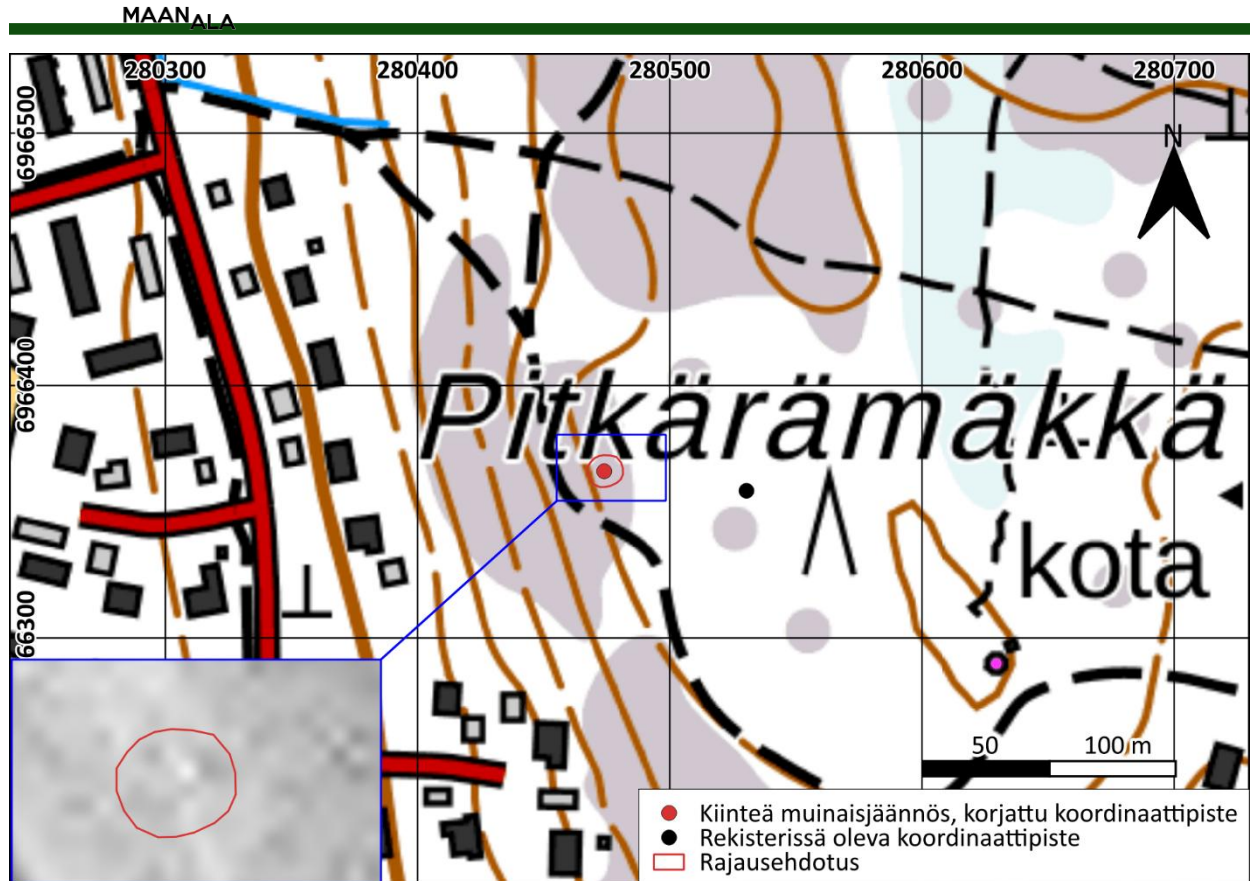 MAANALA
280300 280400 280500 280600 280700
6966500
N
6966400
Pitkärämäkkä
kota
66300
50 100 m
Kiinteä muinaisjäännös, korjattu koordinaattipiste
Rekisterissä oleva koordinaattipiste
Rajausehdotus